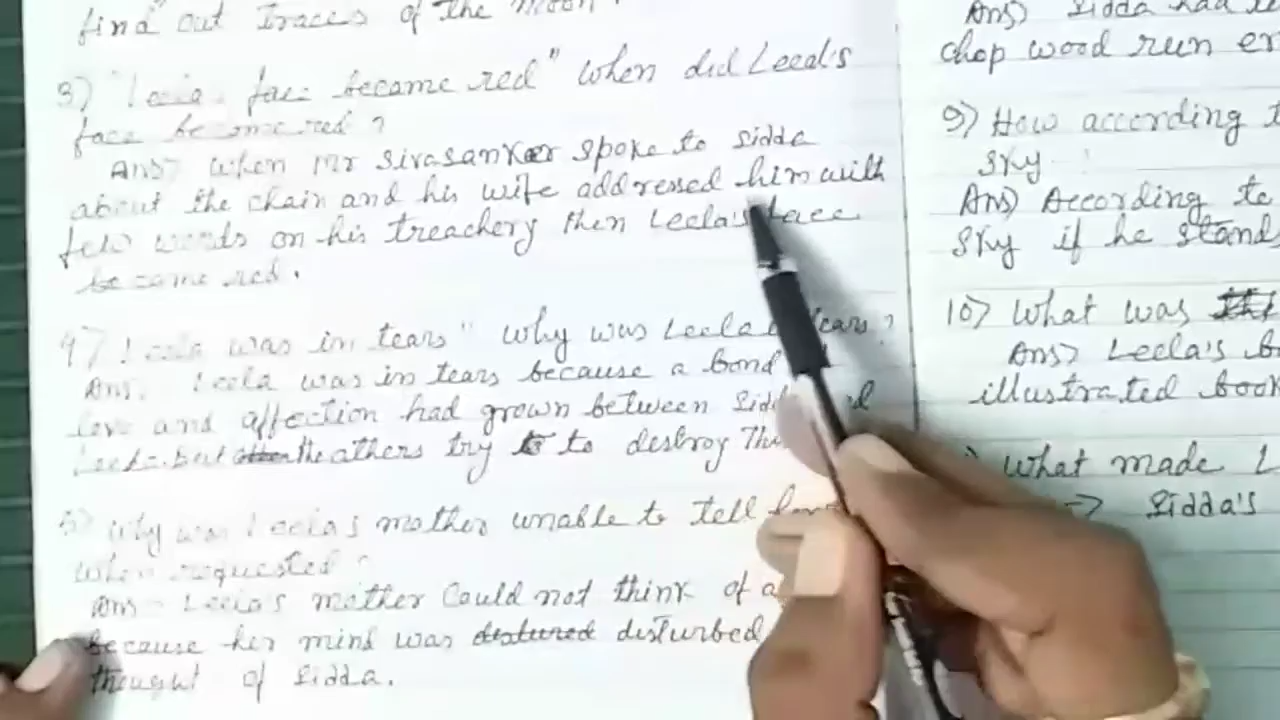 find out traces of the moon.
3) "Leela face became red" when did Leela's
face become red?
Ans> when Mr Sivasanker spoke to Sidda
about the chain and his wife addressed him with
few words on his treachery then Leela's face
became red.
4) Leela was in tears" Why was Leela tears?
Ans. Leela was in tears because a bond
love and affection had grown between Sidd
Leela. but the athers try to destroy
5) Why was Leela's mother unable to tell
when requested?
Ans - Leela's mother Could not think of a
because her mind was disturbed
thought of Sidda.
Ans) Sidda had
chop wood run
9) How according
sky
Ans) According to
sky if he stand
10) What was
Ans> Leela's
illustrated book
What made L
Sidda's